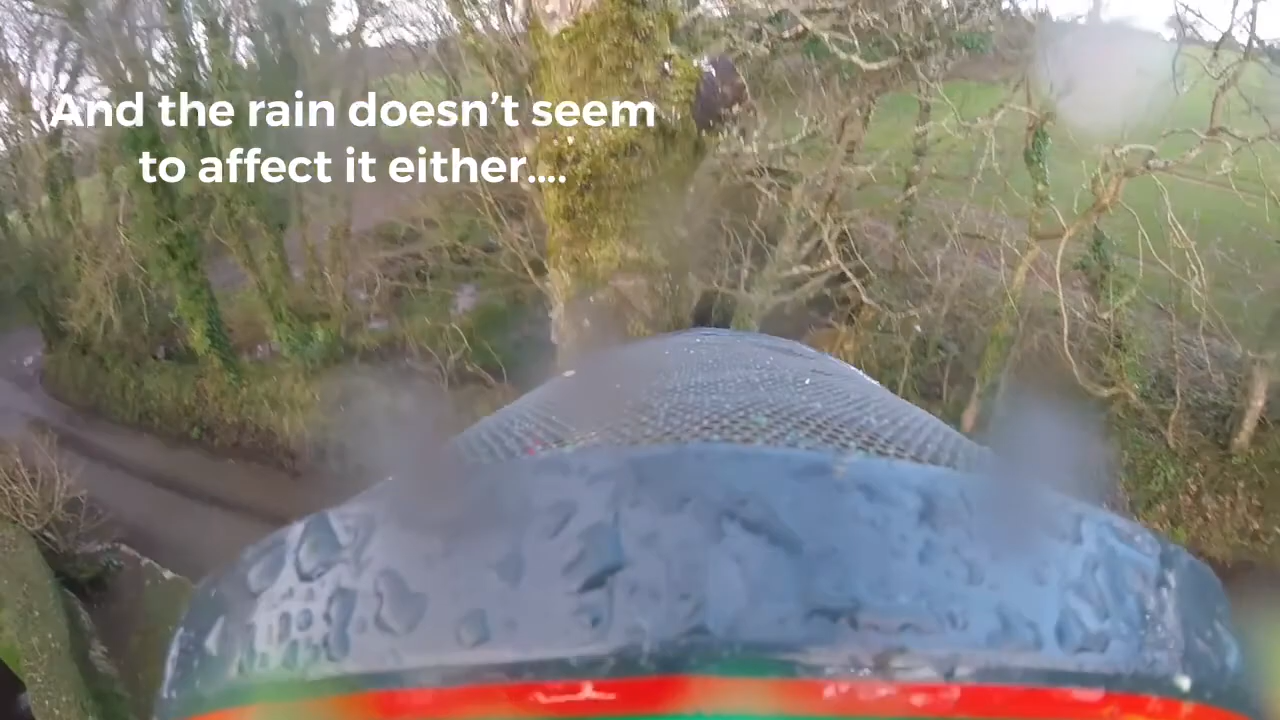 And the rain doesn’t seem
to affect it either....